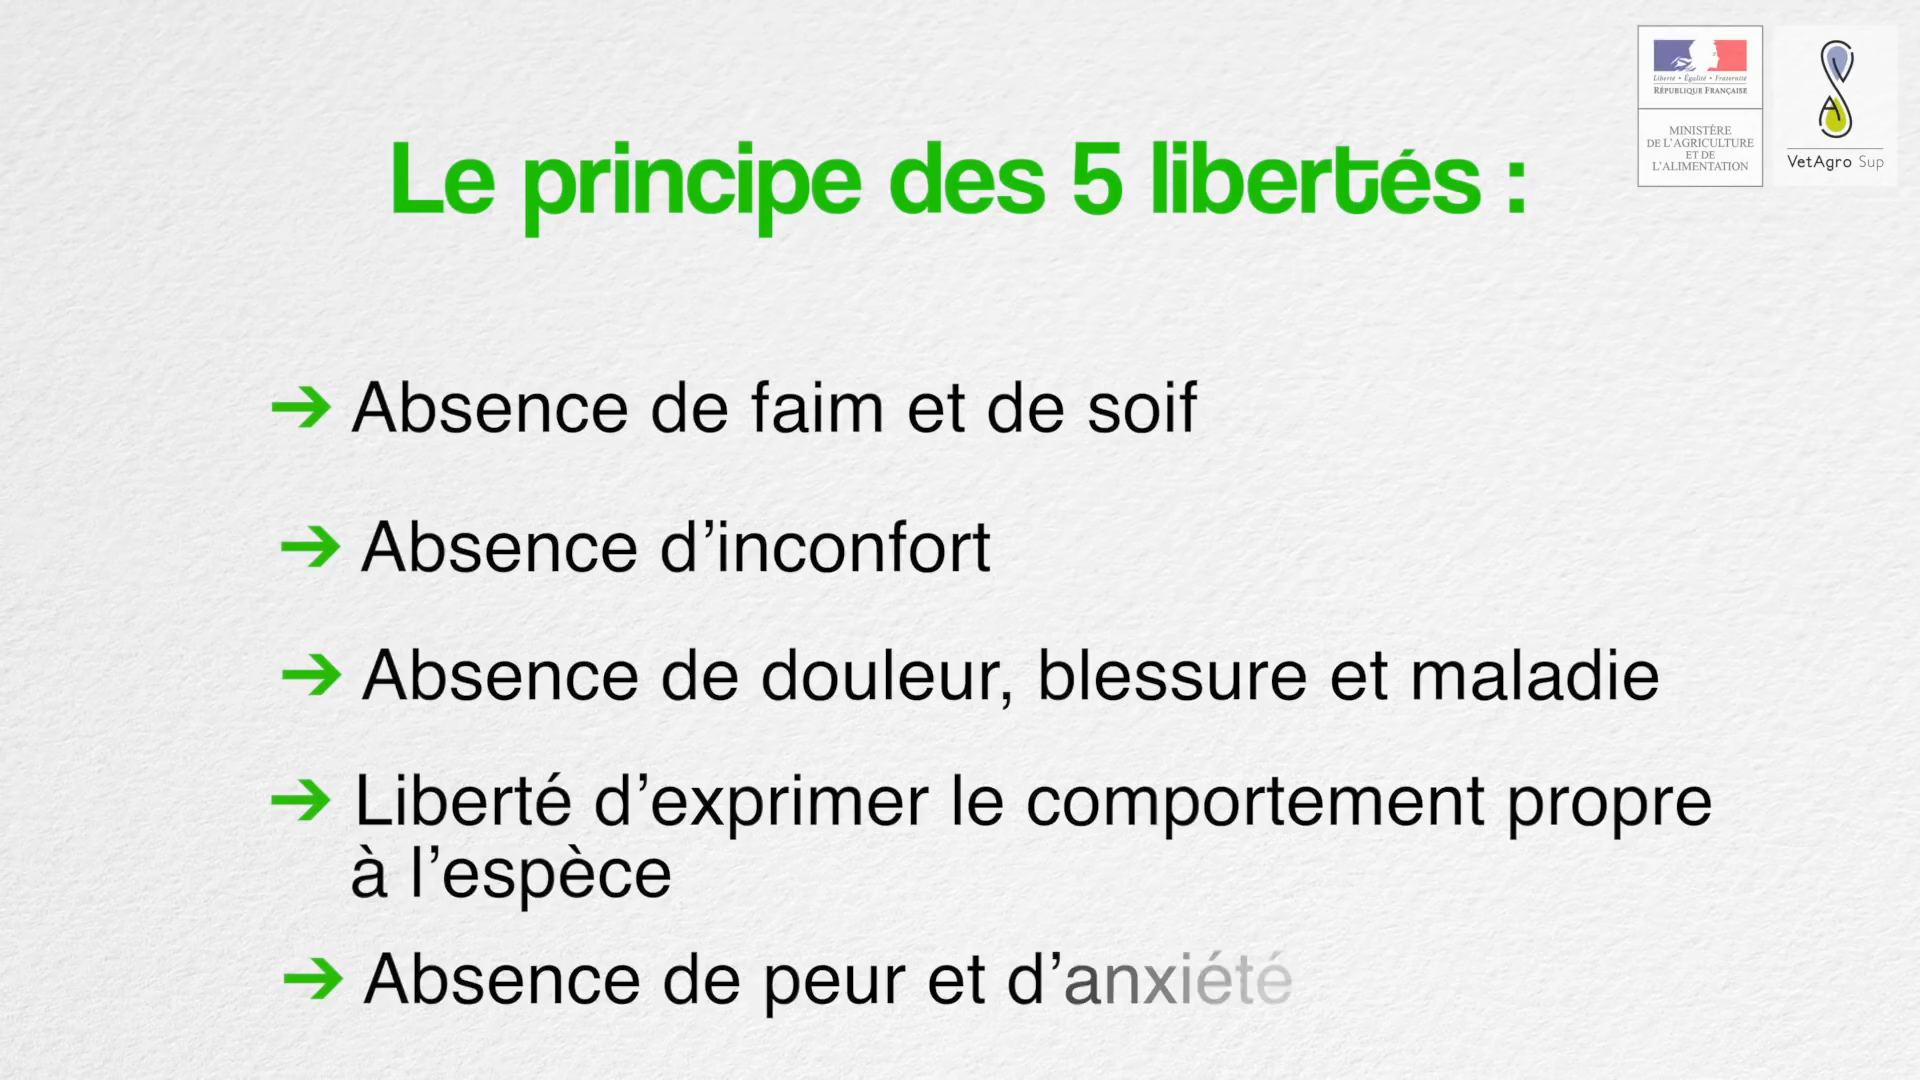 Le principe des 5 libertés :
Liberté • Égalité • Fraternité
RÉPUBLIQUE FRANÇAISE
MINISTÈRE
DE L'AGRICULTURE
ET DE
L'ALIMENTATION
VetAgro Sup
➔ Absence de faim et de soif
➔ Absence d’inconfort
➔ Absence de douleur, blessure et maladie
➔ Liberté d’exprimer le comportement propre
à l’espèce
➔ Absence de peur et d’anxiété